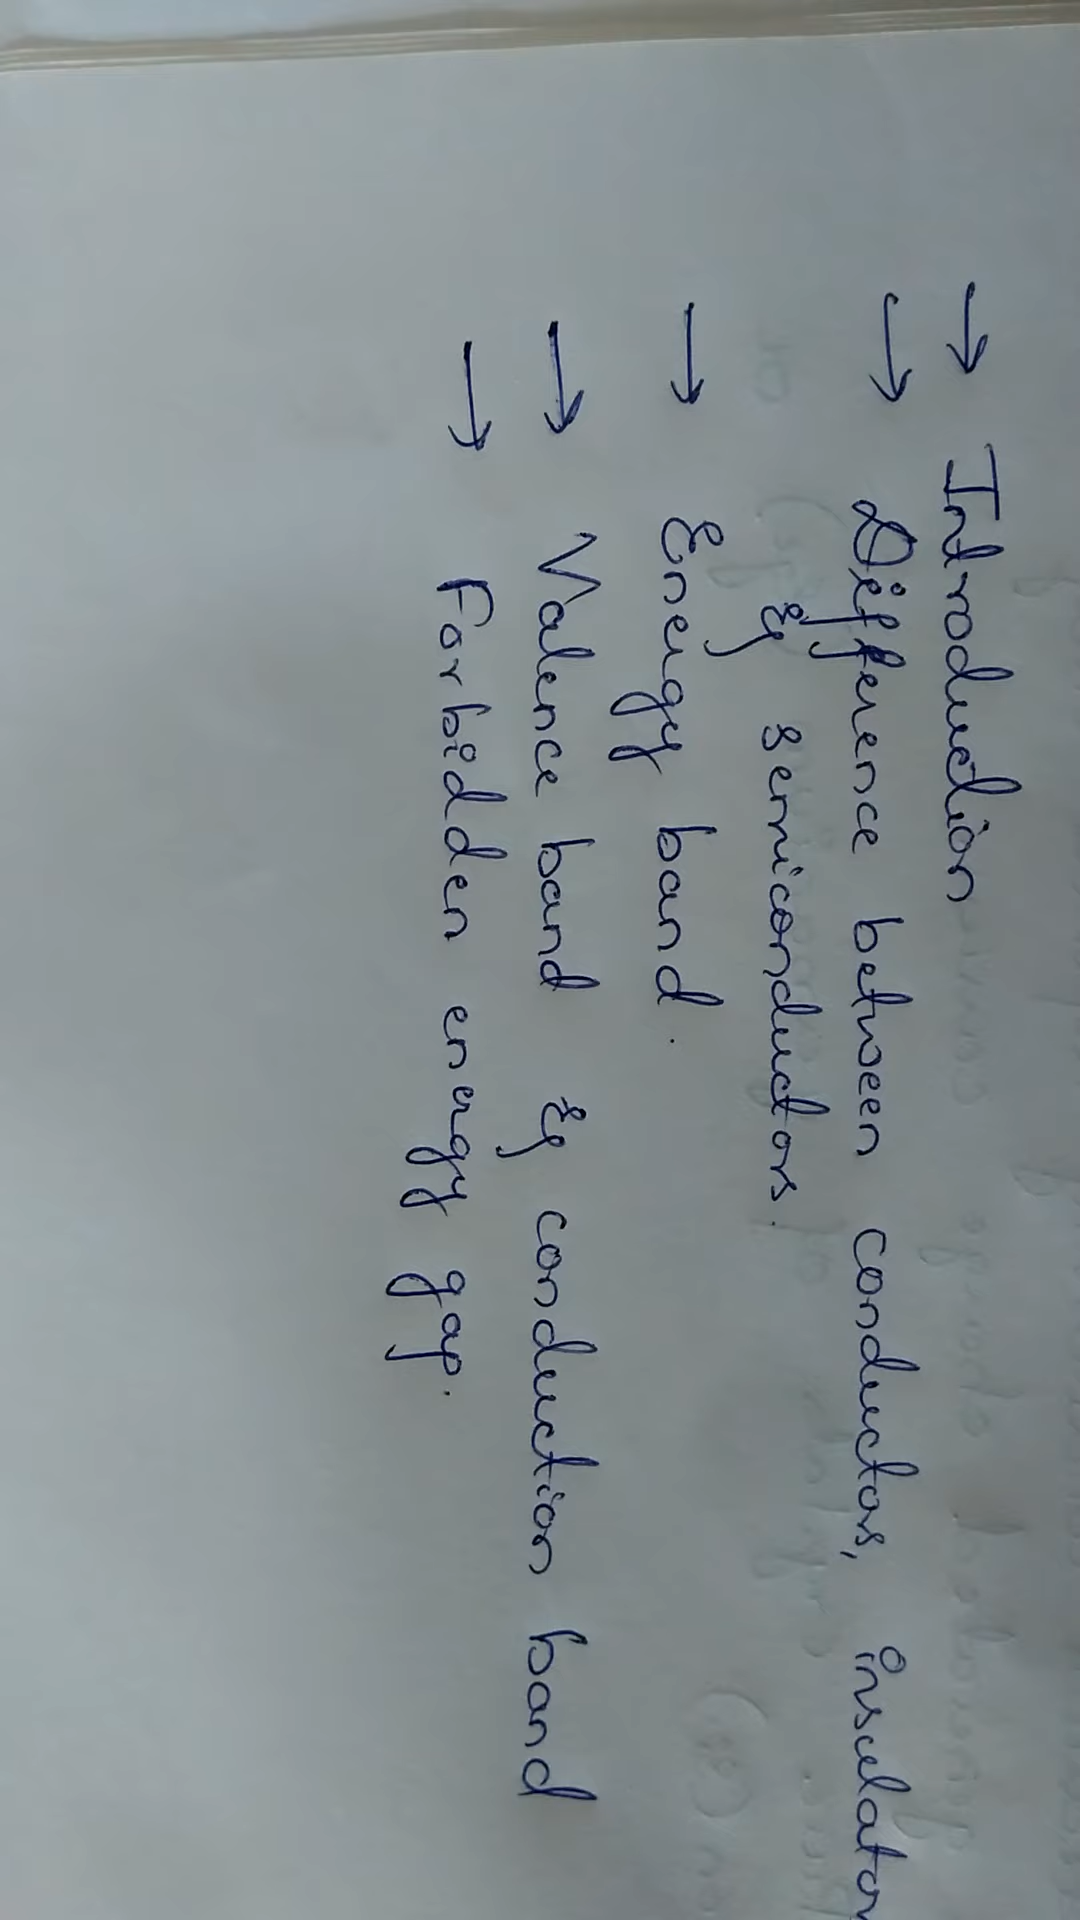 → Introduction
→ Difference between conductors, insulator
& semiconductors.
→ Energy band.
→ Valence band & conduction band
→ Forbidden energy gap.